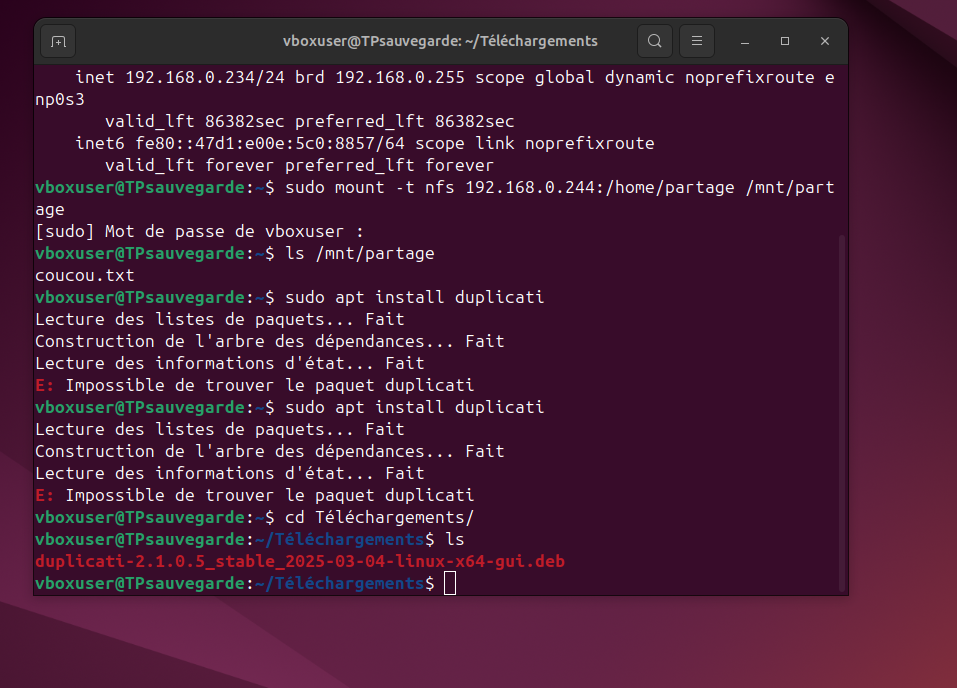 vboxuser@TPsauvegarde: ~/Téléchargements
inet 192.168.0.234/24 brd 192.168.0.255 scope global dynamic noprefixroute e
np0s3
valid_lft 86382sec preferred_lft 86382sec
inet6 fe80::47d1:e00e:5c0:8857/64 scope link noprefixroute
valid_lft forever preferred_lft forever
vboxuser@TPsauvegarde:~$ sudo mount -t nfs 192.168.0.244:/home/partage /mnt/part
age
[sudo] Mot de passe de vboxuser :
vboxuser@TPsauvegarde:~$ ls /mnt/partage
coucou.txt
vboxuser@TPsauvegarde:~$ sudo apt install duplicati
Lecture des listes de paquets... Fait
Construction de l'arbre des dépendances... Fait
Lecture des informations d'état... Fait
E: Impossible de trouver le paquet duplicati
vboxuser@TPsauvegarde:~$ sudo apt install duplicati
Lecture des listes de paquets... Fait
Construction de l'arbre des dépendances... Fait
Lecture des informations d'état... Fait
E: Impossible de trouver le paquet duplicati
vboxuser@TPsauvegarde:~$ cd Téléchargements/
vboxuser@TPsauvegarde:~/Téléchargements$ ls
duplicati-2.1.0.5_stable_2025-03-04-linux-x64-gui.deb
vboxuser@TPsauvegarde:~/Téléchargements$